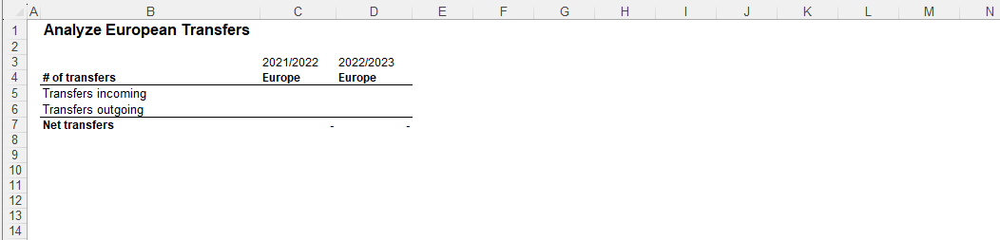 A B C D E F G H I J K L M N
1 Analyze European Transfers
2
3 2021/2022 2022/2023
4 # of transfers Europe Europe
5 Transfers incoming
6 Transfers outgoing
7 Net transfers - -
8
9
10
11
12
13
14